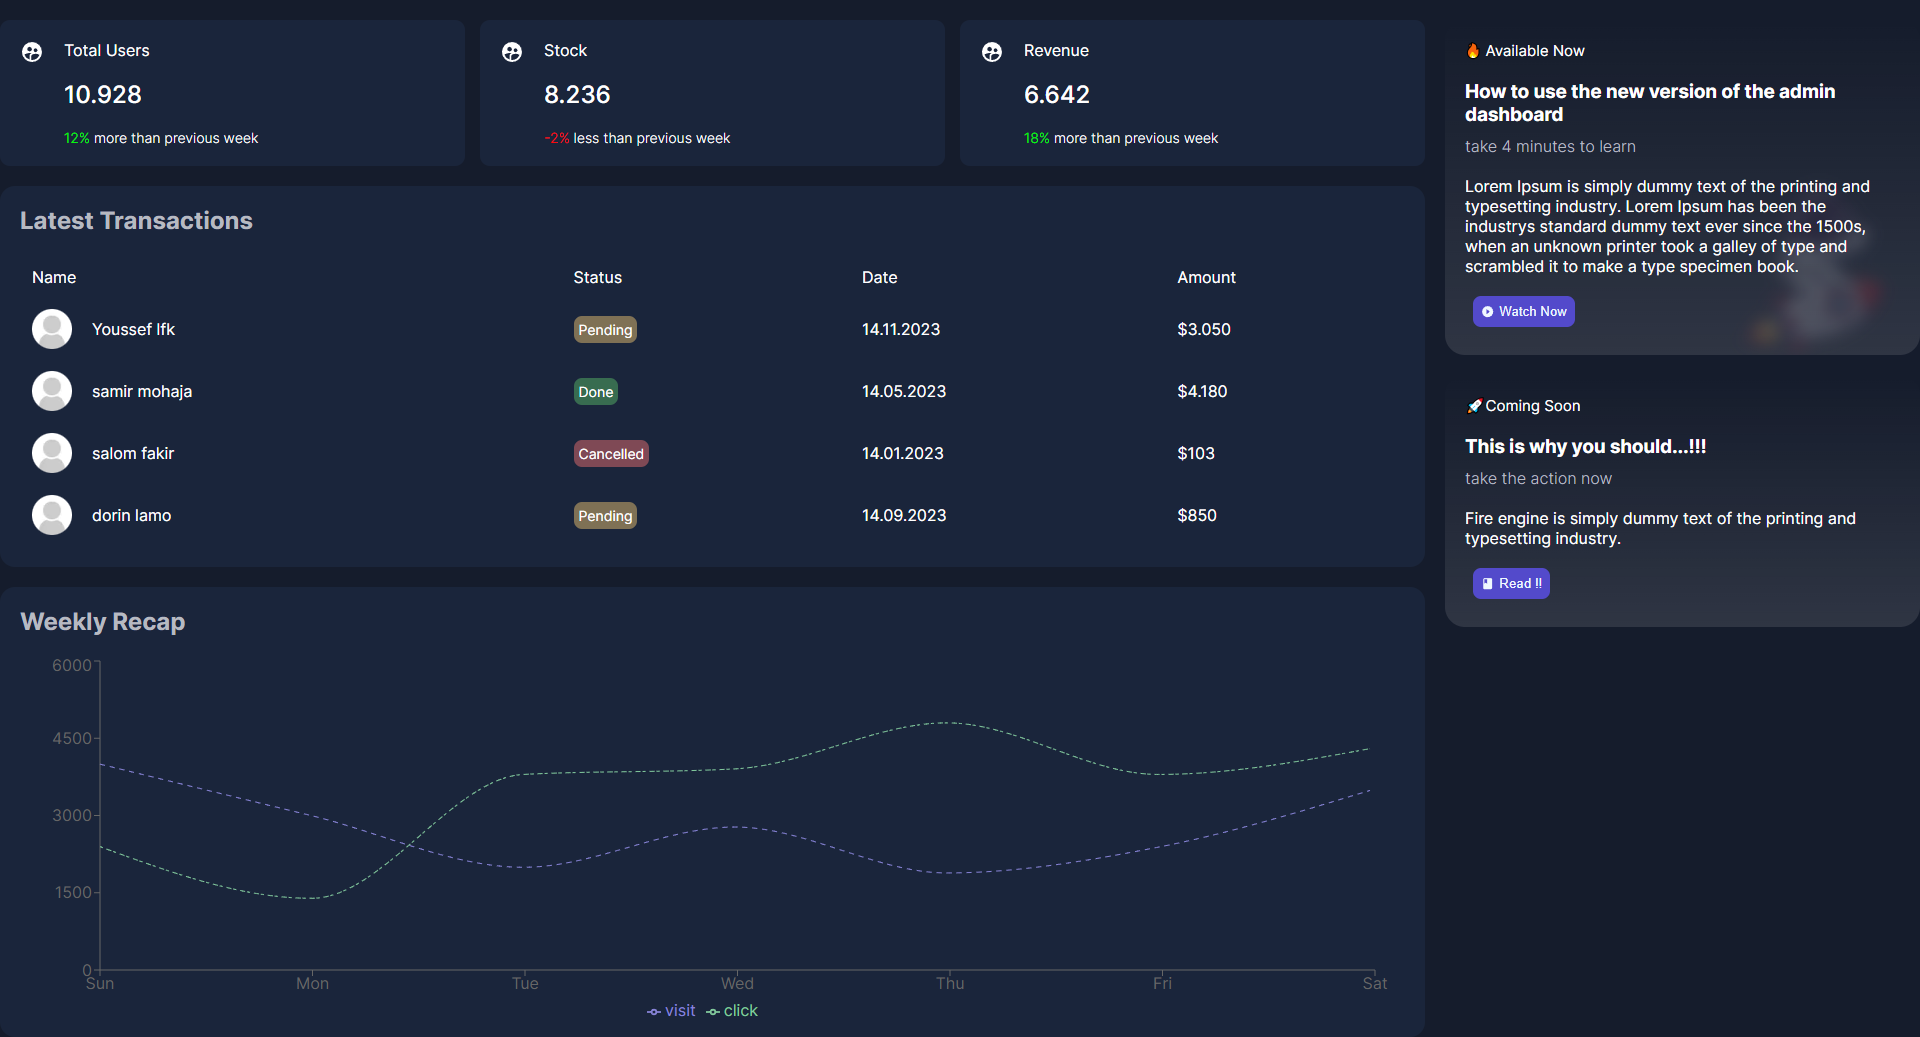 Total Users
10.928
12% more than previous week
Stock
8.236
-2% less than previous week
Revenue
6.642
18% more than previous week
Latest Transactions
Name Status Date Amount
Youssef lfk Pending 14.11.2023 $3.050
samir mohaja Done 14.05.2023 $4.180
salom fakir Cancelled 14.01.2023 $103
dorin lamo Pending 14.09.2023 $850
Weekly Recap
6000
4500
3000
1500
0
Sun Mon Tue Wed Thu Fri Sat
visit click
🔥 Available Now
How to use the new version of the admin
dashboard
take 4 minutes to learn
Lorem Ipsum is simply dummy text of the printing and
typesetting industry. Lorem Ipsum has been the
industrys standard dummy text ever since the 1500s,
when an unknown printer took a galley of type and
scrambled it to make a type specimen book.
Watch Now
🚀 Coming Soon
This is why you should...!!!
take the action now
Fire engine is simply dummy text of the printing and
typesetting industry.
Read !!